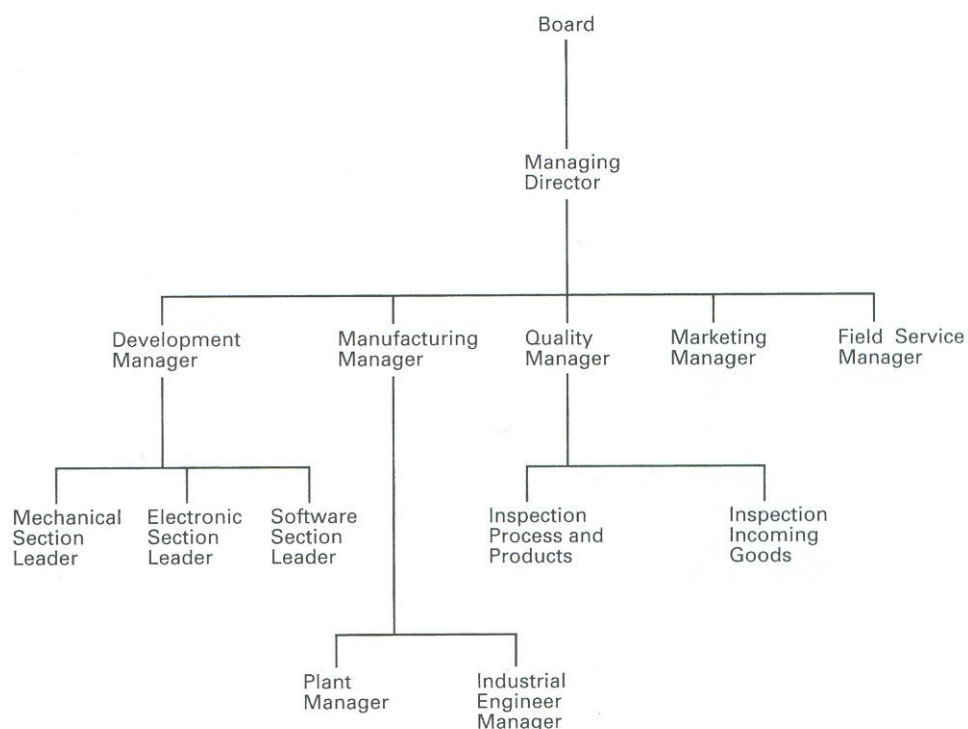 Board
Managing
Director
Development
Manager
Manufacturing
Manager
Quality
Manager
Marketing
Manager
Field Service
Manager
Mechanical
Section
Leader
Electronic
Section
Leader
Software
Section
Leader
Inspection
Process and
Products
Inspection
Incoming
Goods
Plant
Manager
Industrial
Engineer
Manager